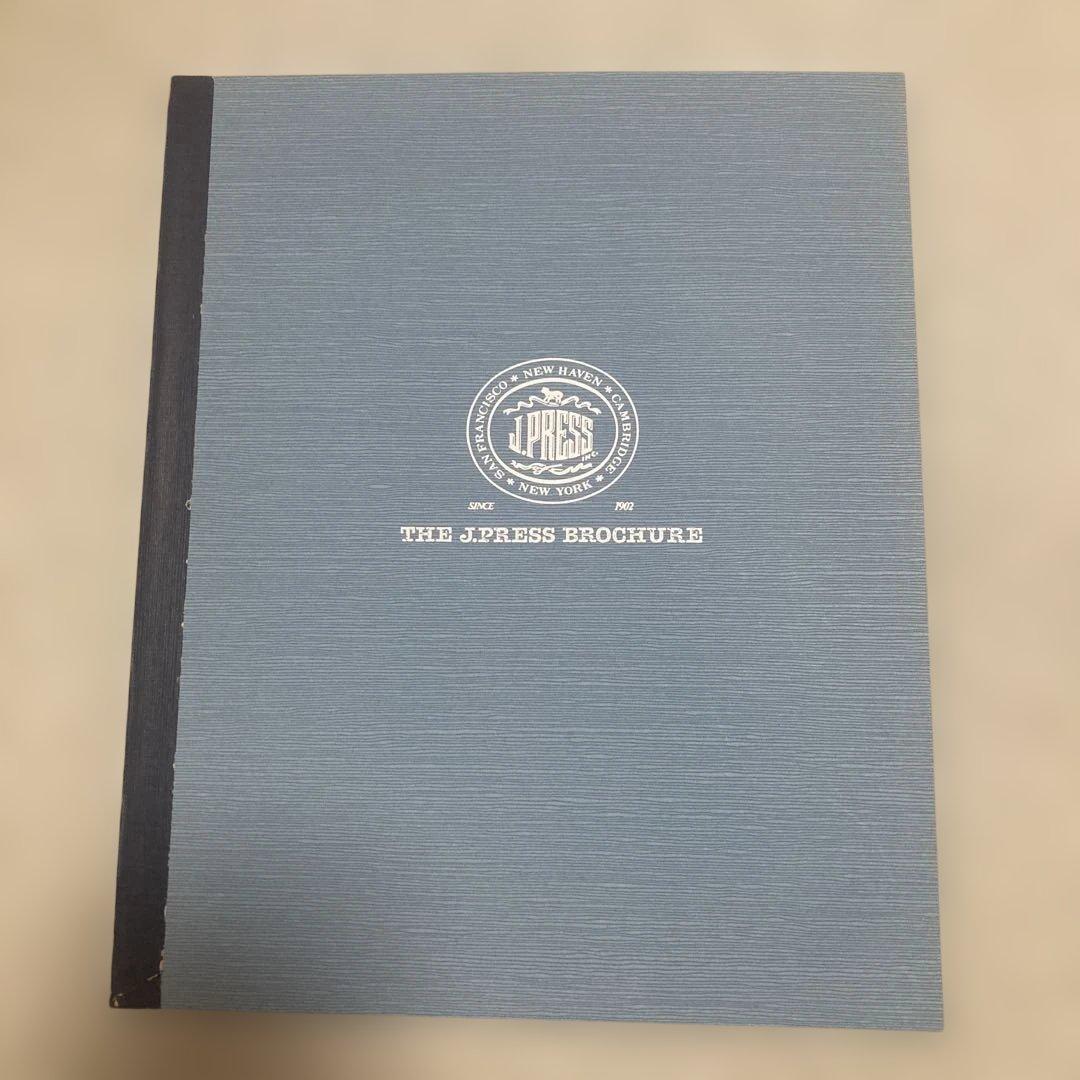 SAN FRANCISCO * NEW HAVEN * CAMBRIDGE * NEW YORK *
J.PRESS
INC.
SINCE 1902
THE J.PRESS BROCHURE